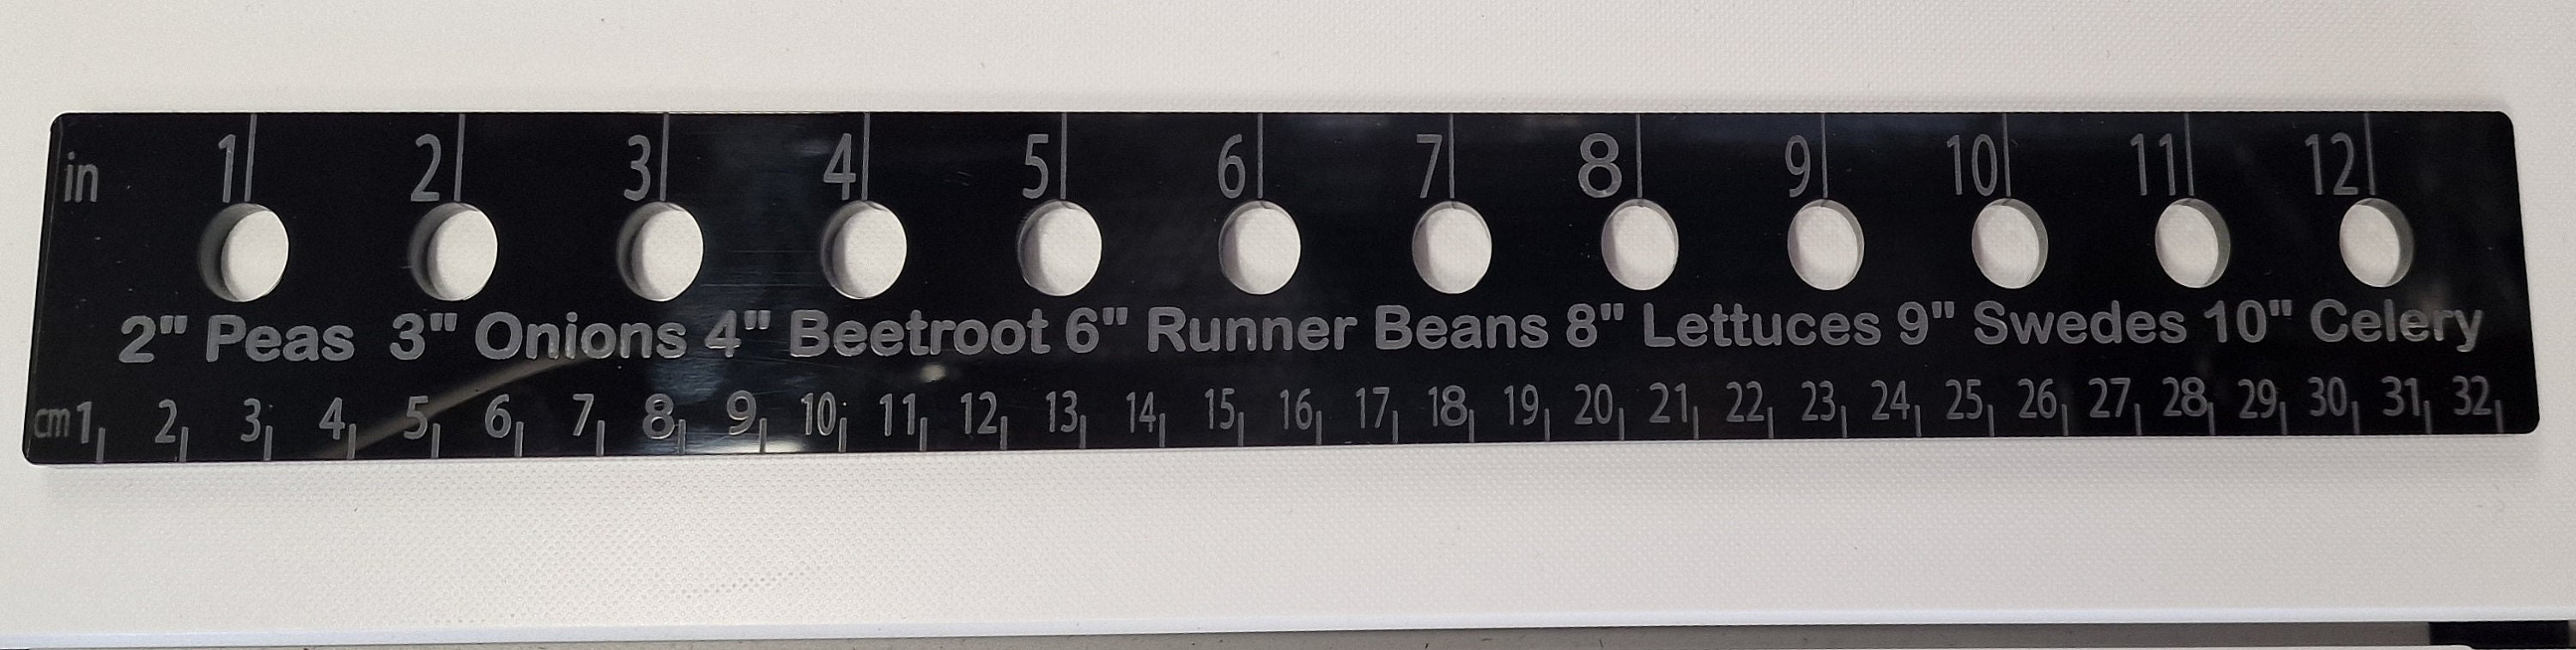 in 1 2 3 4 5 6 7 8 9 10 11 12
2" Peas 3" Onions 4" Beetroot 6" Runner Beans 8" Lettuces 9" Swedes 10" Celery
cm 1 2 3 4 5 6 7 8 9 10 11 12 13 14 15 16 17 18 19 20 21 22 23 24 25 26 27 28 29 30 31 32